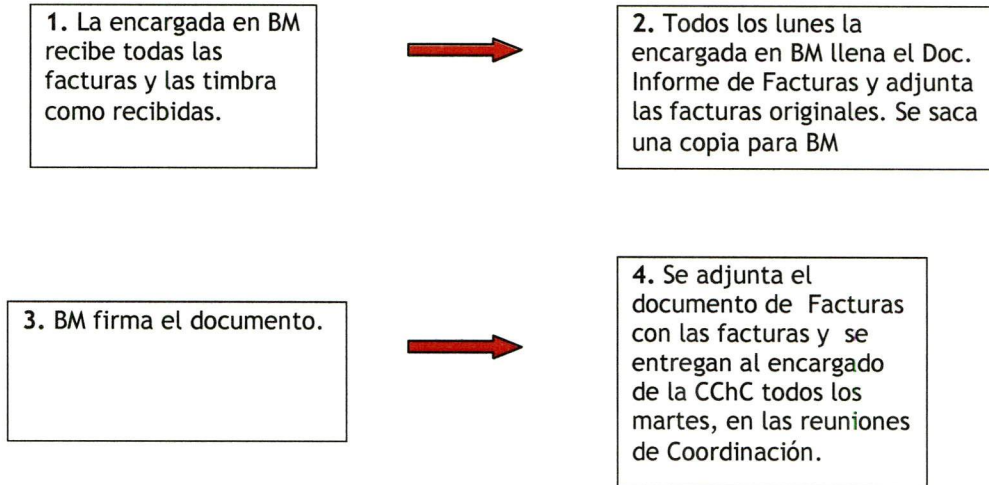 1. La encargada en BM
recibe todas las
facturas y las timbra
como recibidas.
2. Todos los lunes la
encargada en BM llena el Doc.
Informe de Facturas y adjunta
las facturas originales. Se saca
una copia para BM
3. BM firma el documento.
4. Se adjunta el
documento de Facturas
con las facturas y se
entregan al encargado
de la CChC todos los
martes, en las reuniones
de Coordinación.